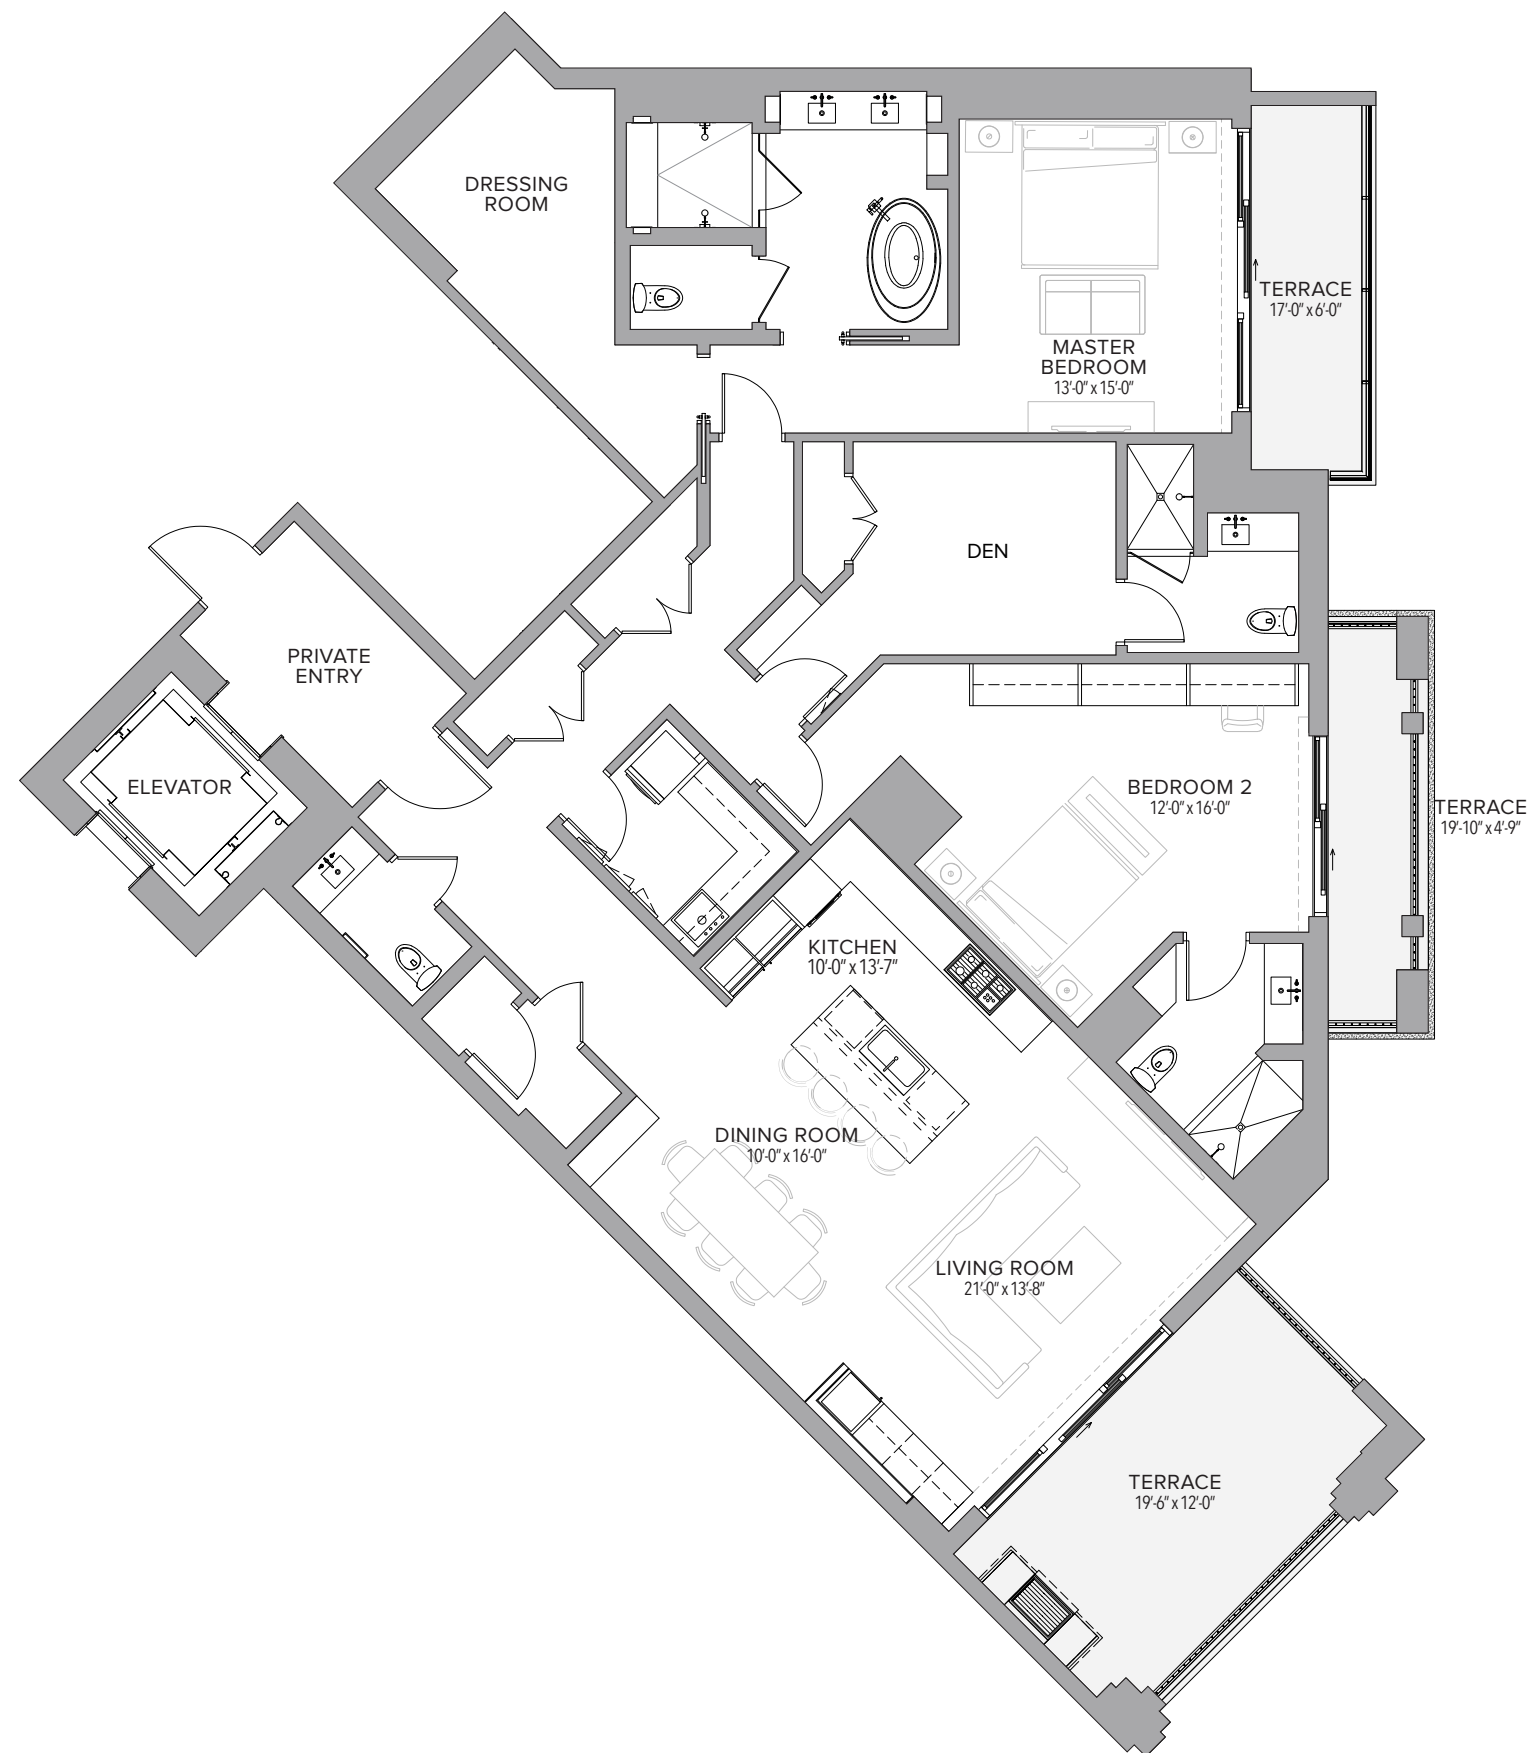 DRESSING
ROOM
TERRACE
17'-0" x 6'-0"
MASTER
BEDROOM
13'-0" x 15'-0"
DEN
PRIVATE
ENTRY
ELEVATOR
BEDROOM 2
12'-0" x 16'-0"
TERRACE
19'-10" x 4'-9"
KITCHEN
10'-0" x 13'-7"
DINING ROOM
10'-0" x 16'-0"
LIVING ROOM
21'-0" x 13'-8"
TERRACE
19'-6" x 12'-0"